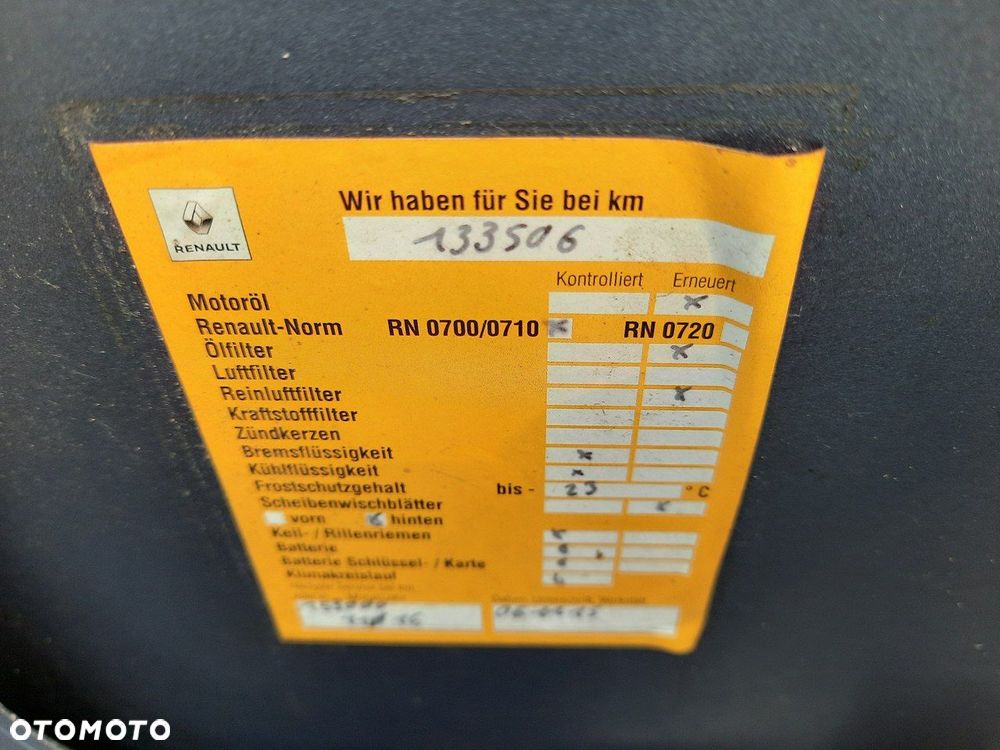 RENAULT
Wir haben für Sie bei km
133506
Kontrolliert Erneuert
Motoröl x
Renault-Norm RN 0700/0710 x RN 0720
Ölfilter x
Luftfilter
Reinluftfilter x
Kraftstofffilter
Zündkerzen
Bremsflüssigkeit x
Kühlflüssigkeit x
Frostschutzgehalt bis - 23 °C
Scheibenwischblätter x
vorn hinten
Keil- / Rillenriemen
Batterie
Batterie Schlüssel- / Karte
Klimakreislauf
OTOMOTO